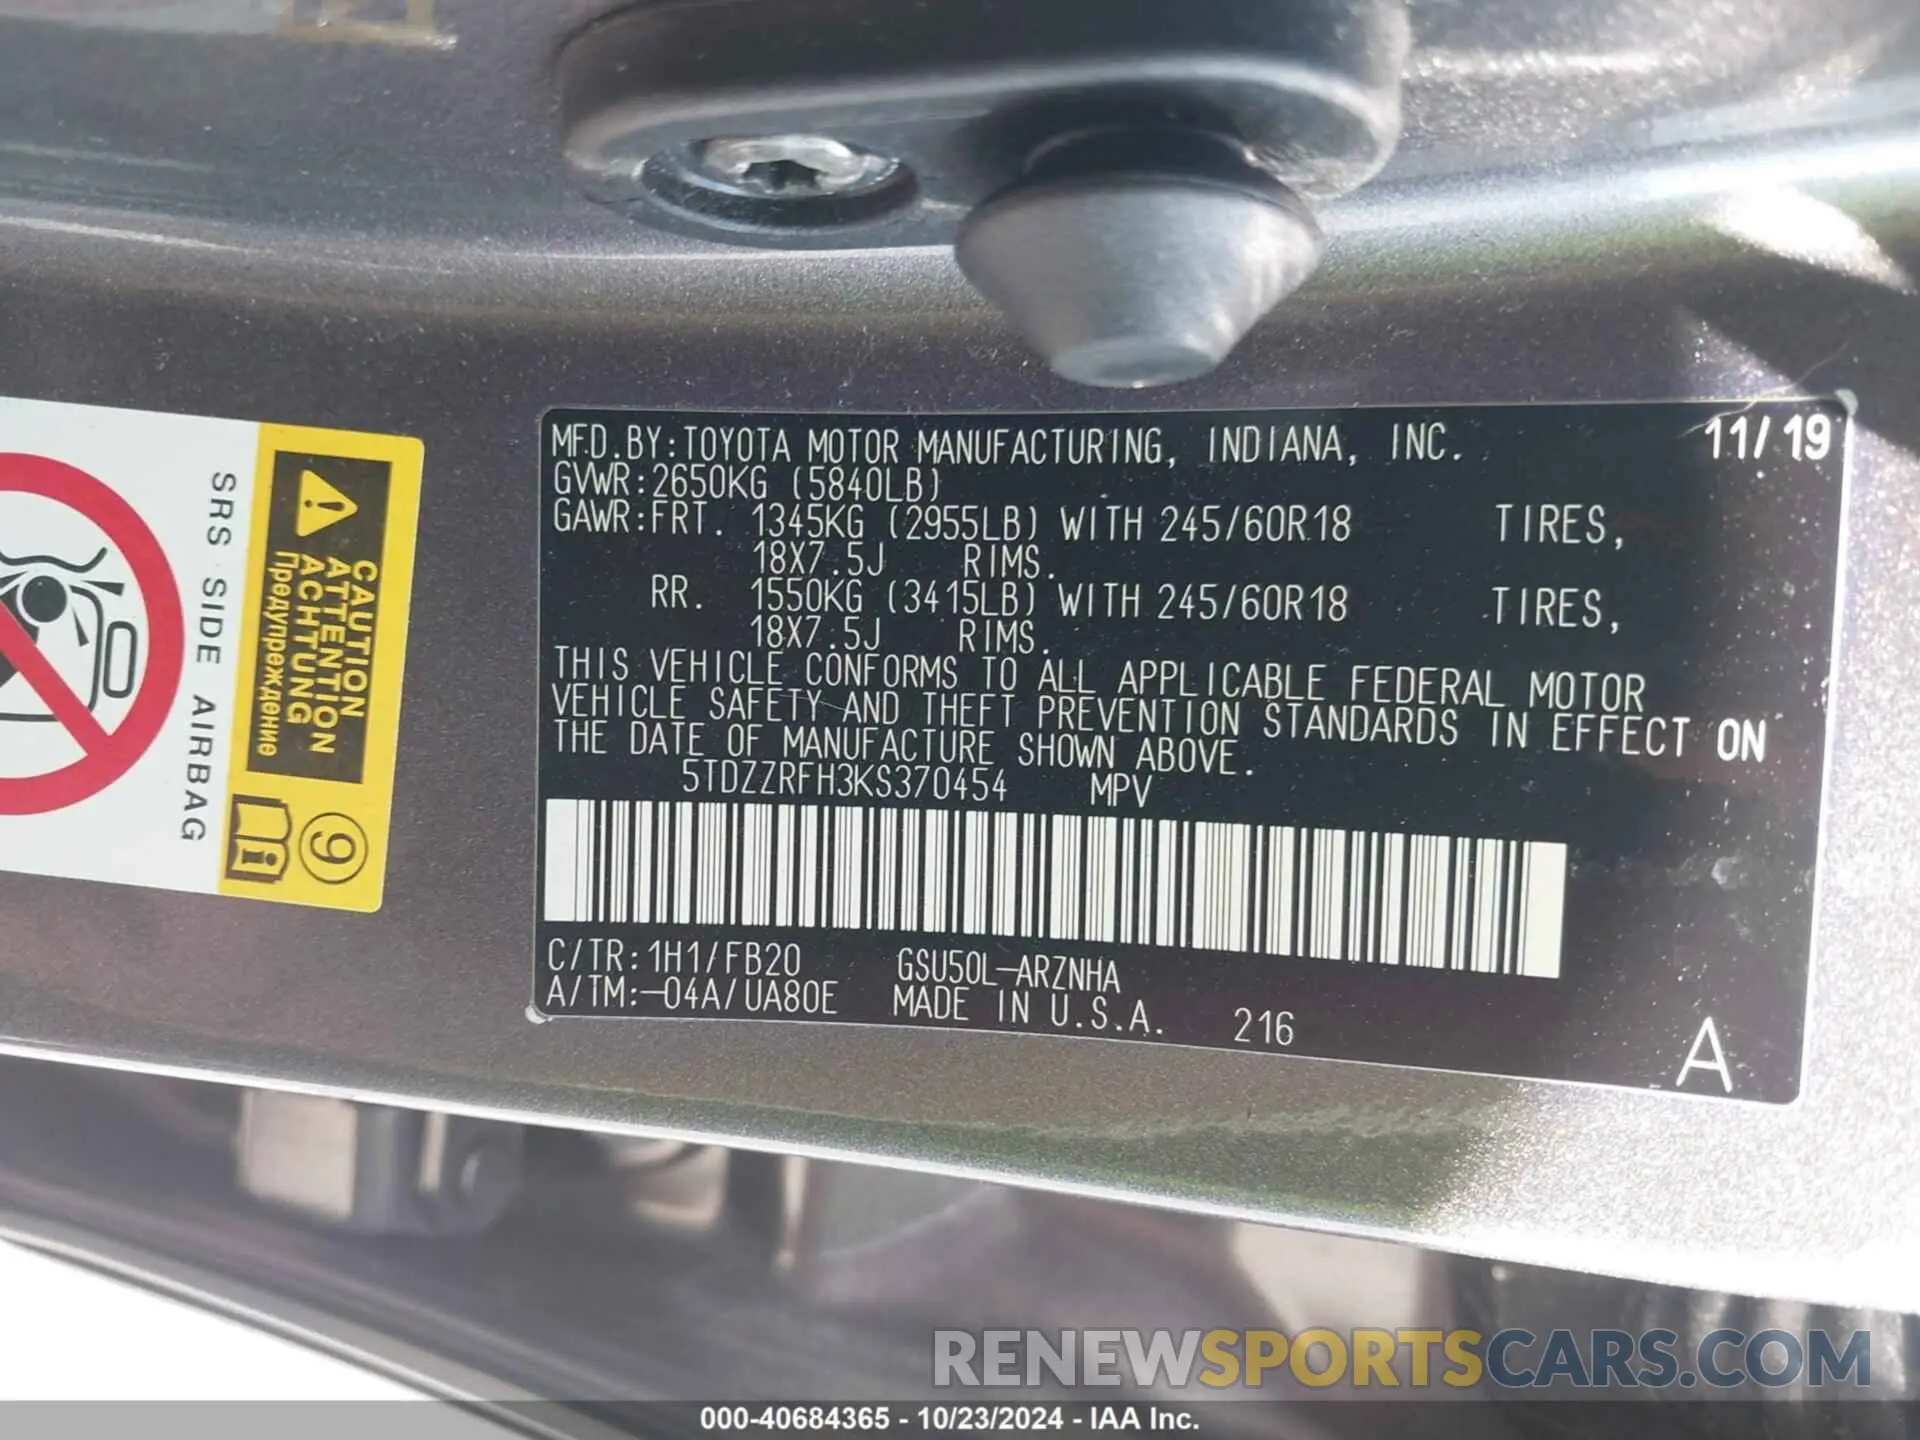 MFD.BY:TOYOTA MOTOR MANUFACTURING, INDIANA, INC. 11/19
GVWR:2650KG (5840LB)
GAWR:FRT. 1345KG (2955LB) WITH 245/60R18 TIRES,
18X7.5J RIMS.
RR. 1550KG (3415LB) WITH 245/60R18 TIRES,
18X7.5J RIMS.
THIS VEHICLE CONFORMS TO ALL APPLICABLE FEDERAL MOTOR
VEHICLE SAFETY AND THEFT PREVENTION STANDARDS IN EFFECT ON
THE DATE OF MANUFACTURE SHOWN ABOVE.
5TDZZRFH3KS370454 MPV
C/TR:1H1/FB20 GSU50L-ARZNHA
A/TM:-04A/UA80E MADE IN U.S.A. 216
A
CAUTION
ATTENTION
ACHTUNG
Предупреждение
9
SRS SIDE AIRBAG
RENEWSPORTSCARS.COM
000-40684365 - 10/23/2024 - IAA Inc.